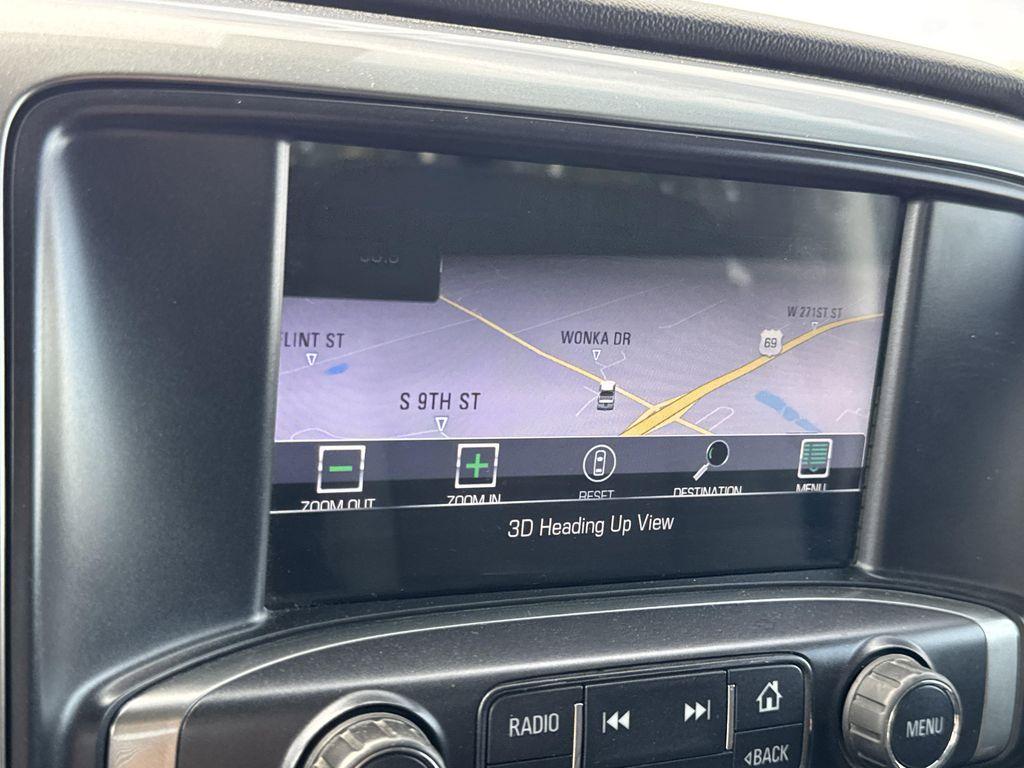 W 271ST ST
69
WONKA DR
LINT ST
S 9TH ST
ZOOM OUT
ZOOM IN
RESET
DESTINATION
MENU
3D Heading Up View
RADIO
MENU
BACK